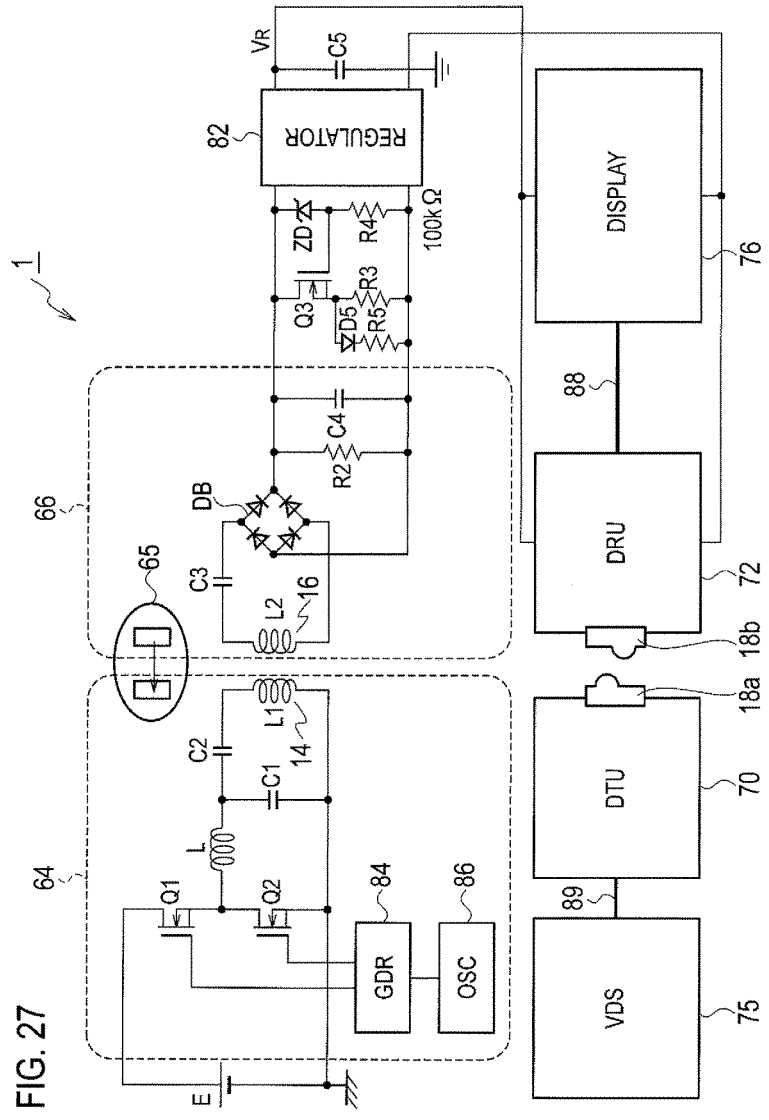 FIG. 27
1
64
65
66
E
Q1
Q2
L
C1
C2
L1
14
GDR
84
OSC
86
C3
L2
16
DB
R2
C4
D5
R5
Q3
R3
ZD
R4
100kΩ
82
REGULATOR
VR
C5
VDS
75
89
DTU
70
18a
18b
DRU
72
88
DISPLAY
76